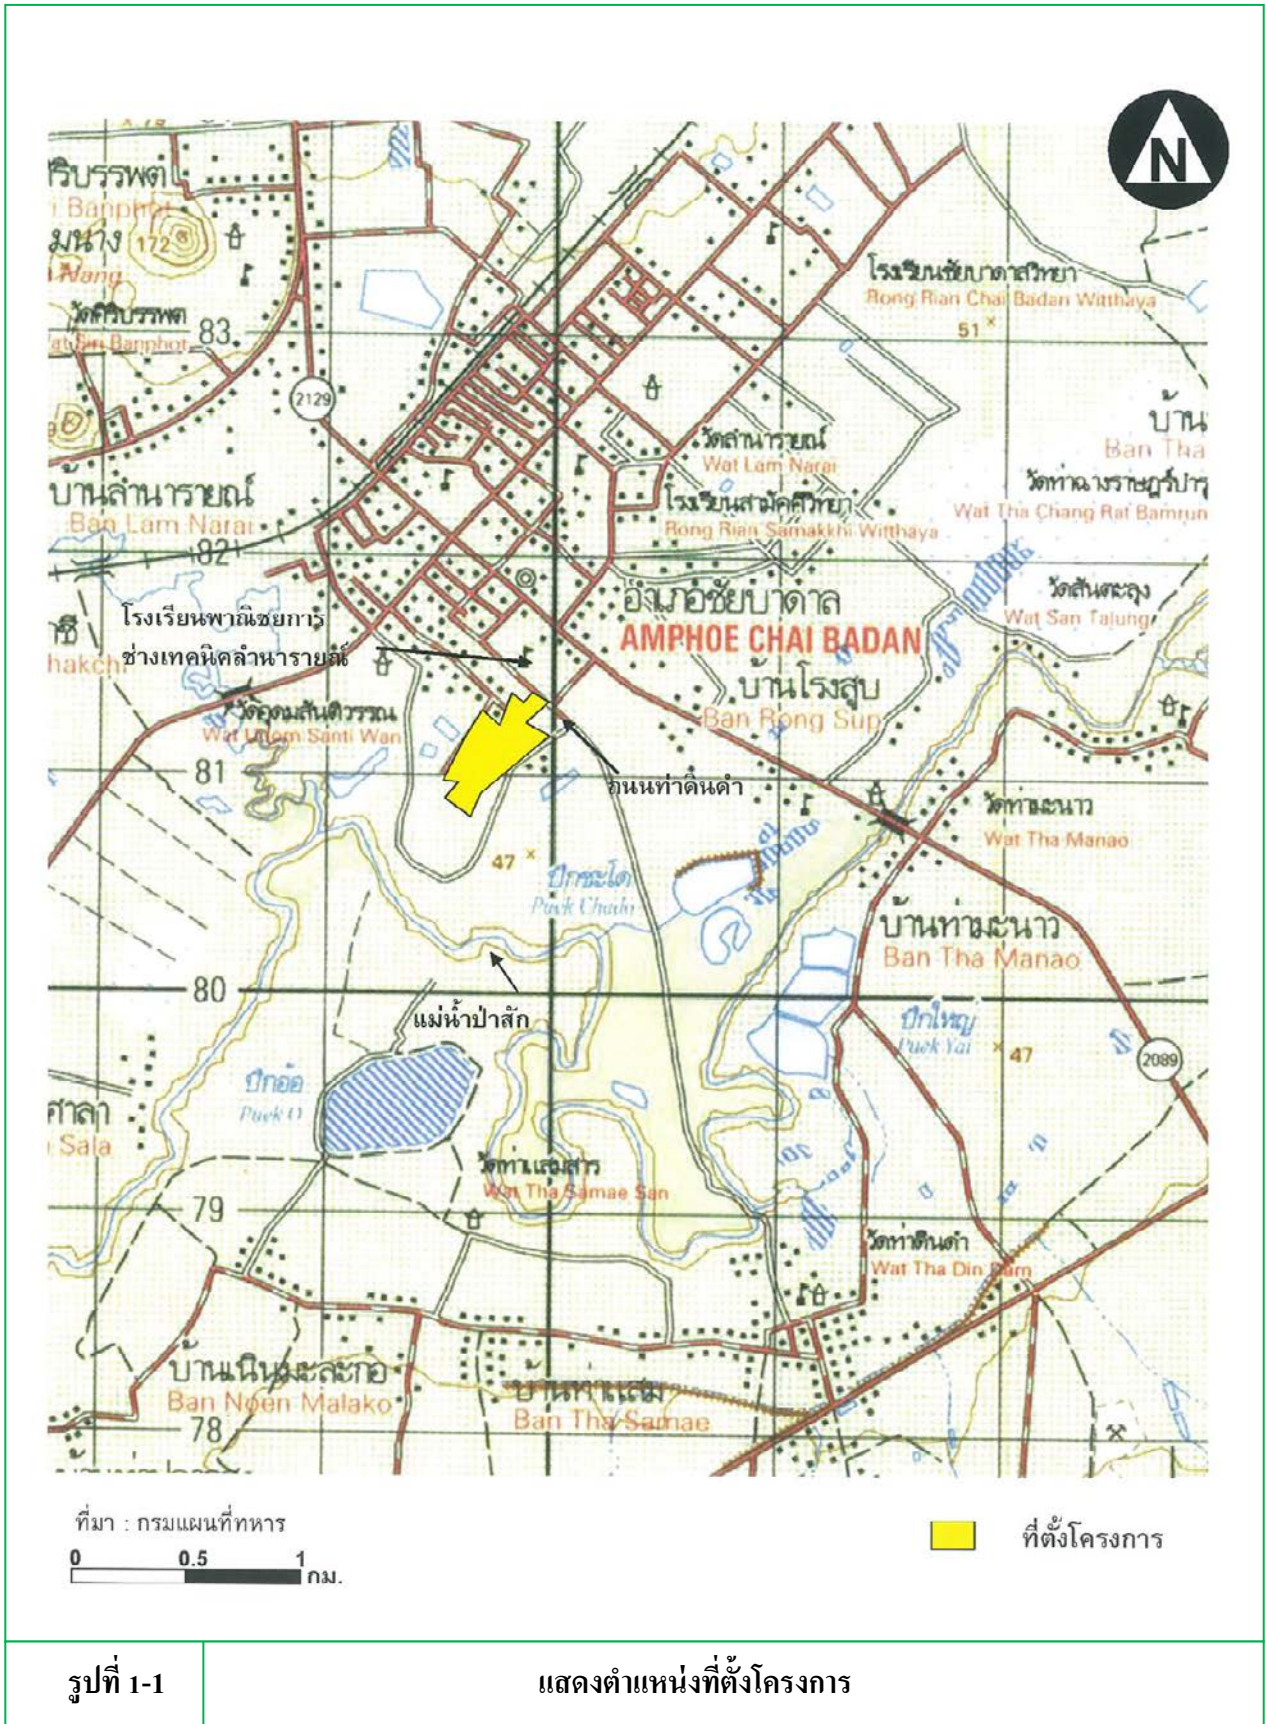 N
ริบรรพต
i Banphot
มนาง
172
Nang
วัดศิริบรรพต
at Siri Banphot
83
2129
โรงเรียนชัยบาดาลวิทยา
Rong Rian Chai Badan Witthaya
51
บ้าน
Ban Tha
วัดลำนารายณ์
Wat Lam Narai
วัดท่าฉางราษฎร์บำรุ
Wat Tha Chang Rat Bamrun
บ้านลำนารายณ์
Ban Lam Narai
โรงเรียนสามัคคีวิทยา
Rong Rian Samakkhi Witthaya
82
วัดสันตะลุง
Wat San Talung
อำเภอชัยบาดาล
AMPHOE CHAI BADAN
โรงเรียนพาณิชยการ
ช่างเทคนิคลำนารายณ์
ชี
hakchi
บ้านโรงสูบ
Ban Rong Sup
วัดอุดมสันติวรรณ
Wat Udom Santi Wan
81
ถนนท่าดินดำ
วัดท่ามะนาว
Wat Tha Manao
47
ปึกชะโด
Puek Chado
บ้านท่ามะนาว
Ban Tha Manao
80
แม่น้ำป่าสัก
ปึกใหญ่
Puek Yai
47
2089
ปึกอ้อ
Puek O
ศาลา
Sala
วัดท่าแสมสาร
Wat Tha Samae San
79
วัดท่าดินดำ
Wat Tha Din Dam
บ้านเนินมะละกอ
Ban Noen Malako
บ้านท่าแสม
Ban Tha Samae
78
ที่มา : กรมแผนที่ทหาร
0 0.5 1
กม.
ที่ตั้งโครงการ
รูปที่ 1-1
แสดงตำแหน่งที่ตั้งโครงการ